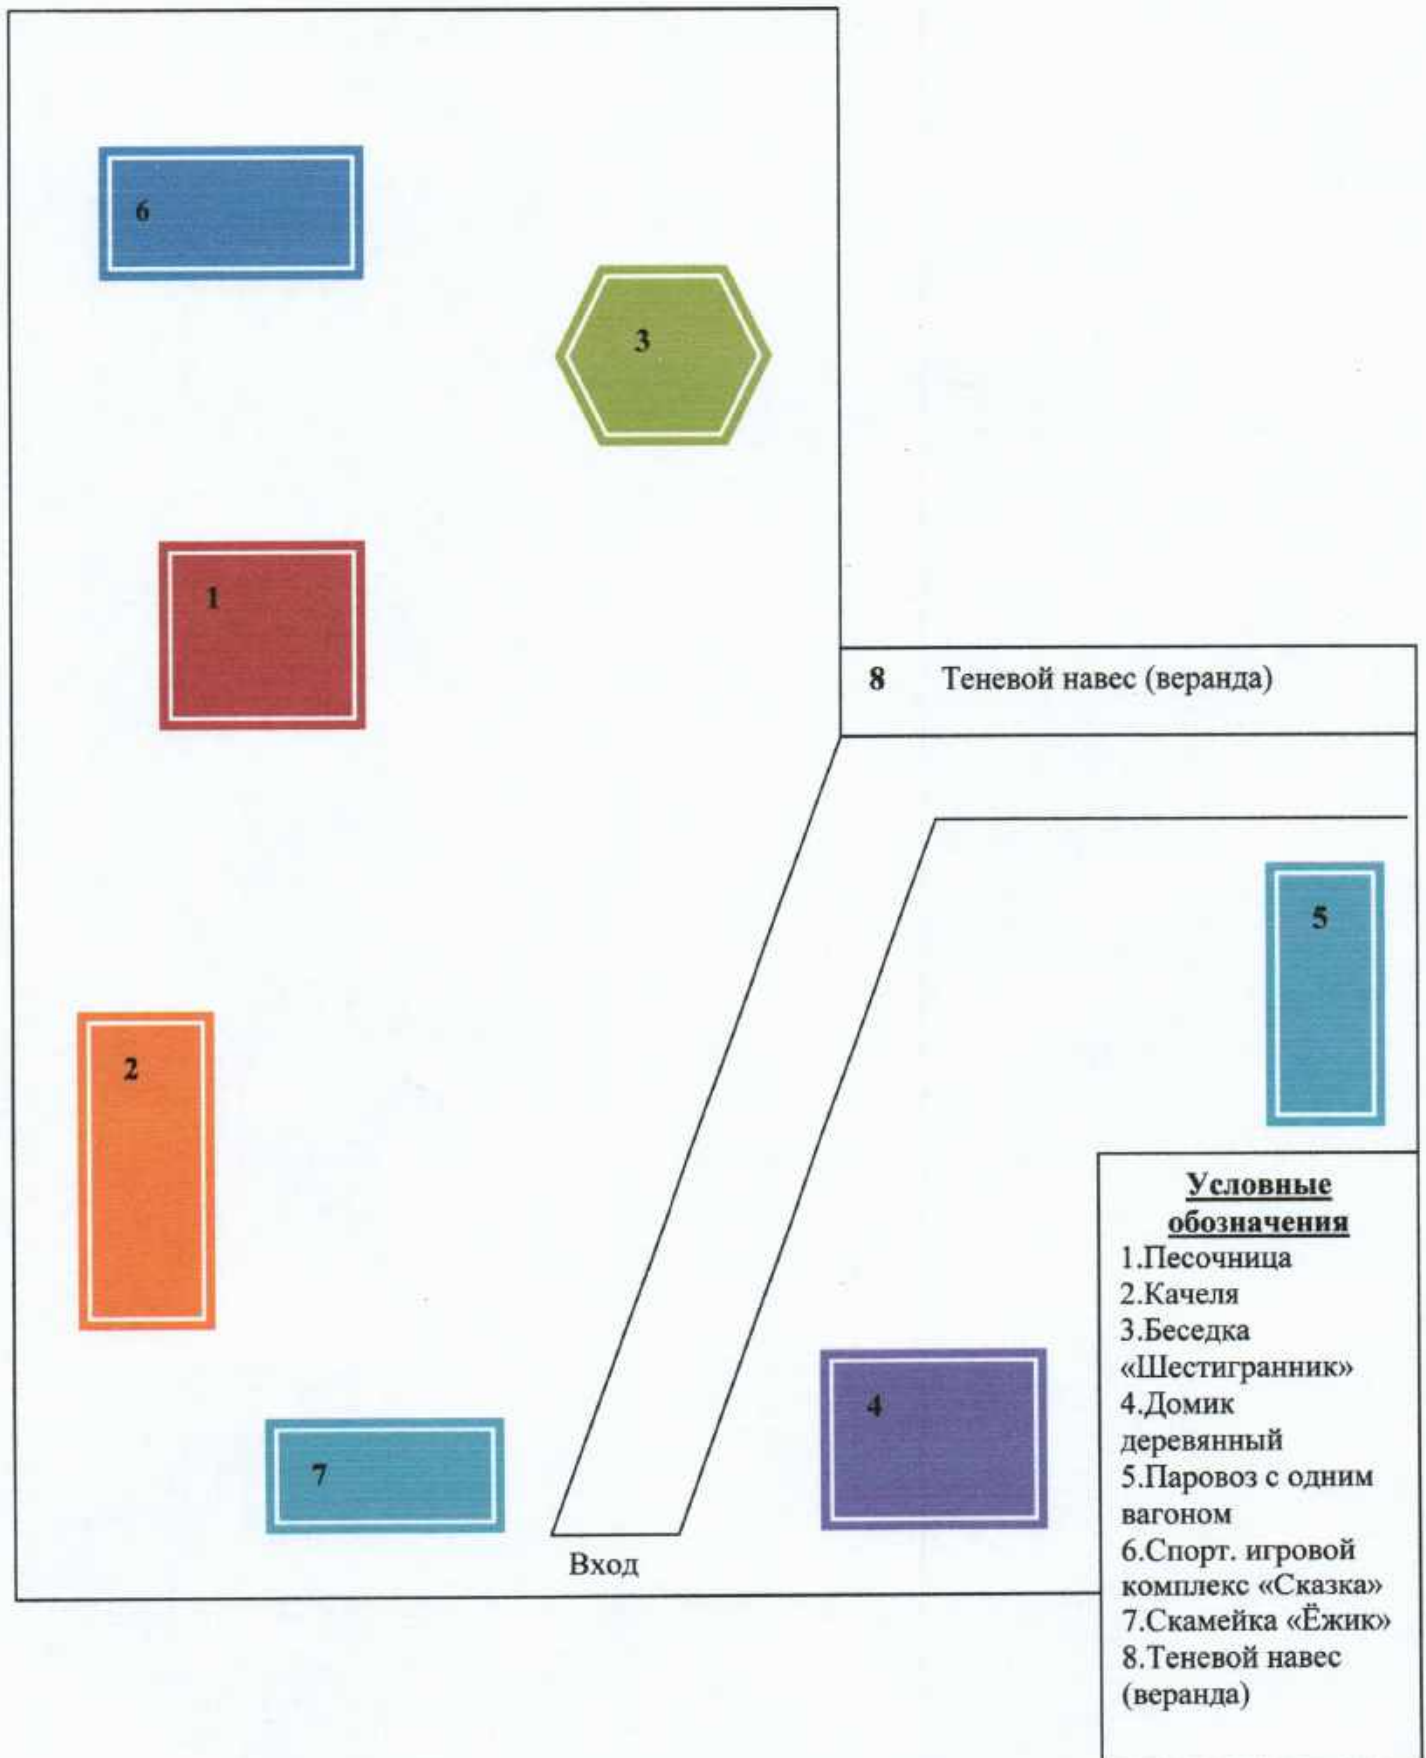 6
3
1
8 Теневой навес (веранда)
5
2
Условные
обозначения
1.Песочница
2.Качеля
3.Беседка
«Шестигранник»
4.Домик
деревянный
5.Паровоз с одним
вагоном
6.Спорт. игровой
комплекс «Сказка»
7.Скамейка «Ёжик»
8.Теневой навес
(веранда)
4
7
Вход